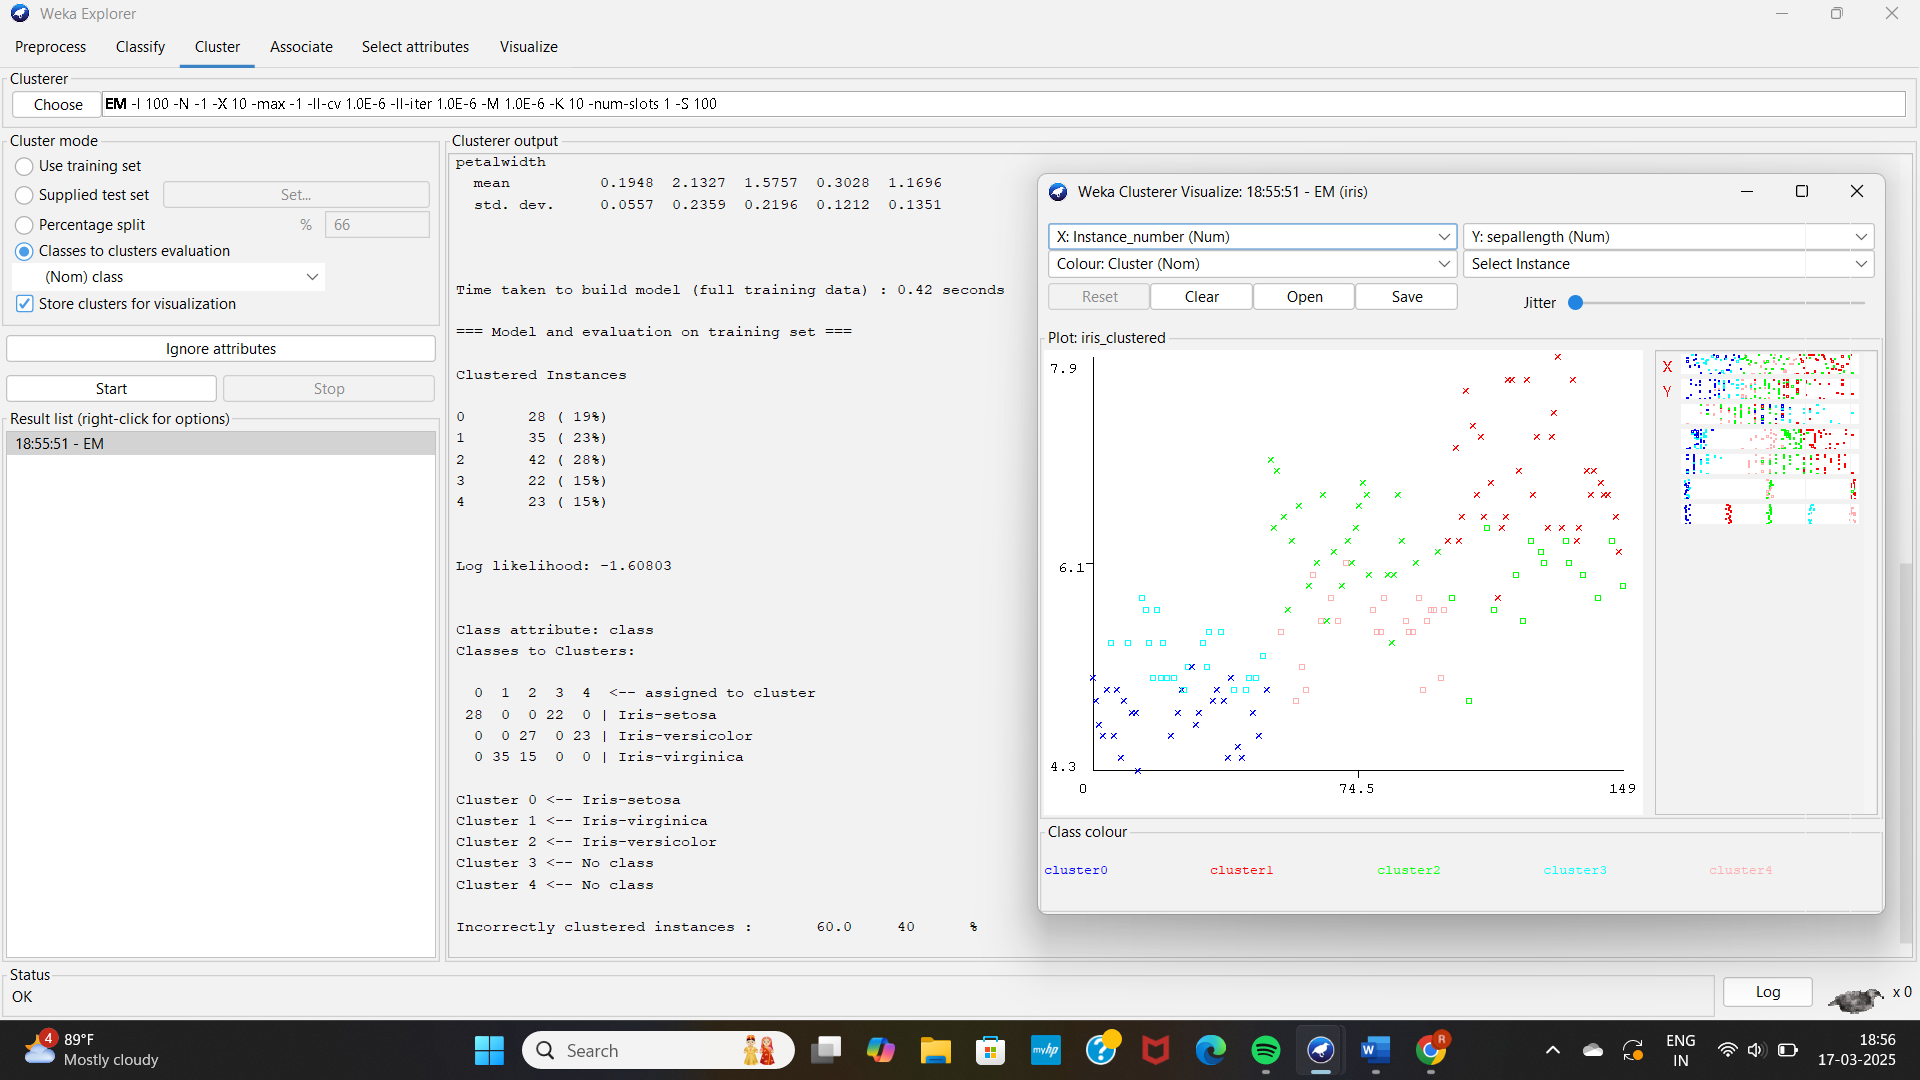 Weka Explorer
Preprocess Classify Cluster Associate Select attributes Visualize
Clusterer
Choose EM -I 100 -N -1 -X 10 -max -1 -ll-cv 1.0E-6 -ll-iter 1.0E-6 -M 1.0E-6 -K 10 -num-slots 1 -S 100
Cluster mode
Use training set
Supplied test set Set...
Percentage split % 66
Classes to clusters evaluation
(Nom) class
Store clusters for visualization
Ignore attributes
Start Stop
Result list (right-click for options)
18:55:51 - EM
Clusterer output
petalwidth
mean 0.1948 2.1327 1.5757 0.3028 1.1696
std. dev. 0.0557 0.2359 0.2196 0.1212 0.1351
Time taken to build model (full training data) : 0.42 seconds
=== Model and evaluation on training set ===
Clustered Instances
0 28 ( 19%)
1 35 ( 23%)
2 42 ( 28%)
3 22 ( 15%)
4 23 ( 15%)
Log likelihood: -1.60803
Class attribute: class
Classes to Clusters:
0 1 2 3 4 <-- assigned to cluster
28 0 0 22 0 | Iris-setosa
0 0 27 0 23 | Iris-versicolor
0 35 15 0 0 | Iris-virginica
Cluster 0 <-- Iris-setosa
Cluster 1 <-- Iris-virginica
Cluster 2 <-- Iris-versicolor
Cluster 3 <-- No class
Cluster 4 <-- No class
Incorrectly clustered instances : 60.0 40 %
Weka Clusterer Visualize: 18:55:51 - EM (iris)
X: Instance_number (Num) Y: sepallength (Num)
Colour: Cluster (Nom) Select Instance
Reset Clear Open Save Jitter
Plot: iris_clustered
7.9
6.1
4.3
0 74.5 149
X
Y
Class colour
cluster0 cluster1 cluster2 cluster3 cluster4
Status
OK
Log x 0
4
89°F
Mostly cloudy
Search
myhp
W
R
ENG
IN
18:56
17-03-2025